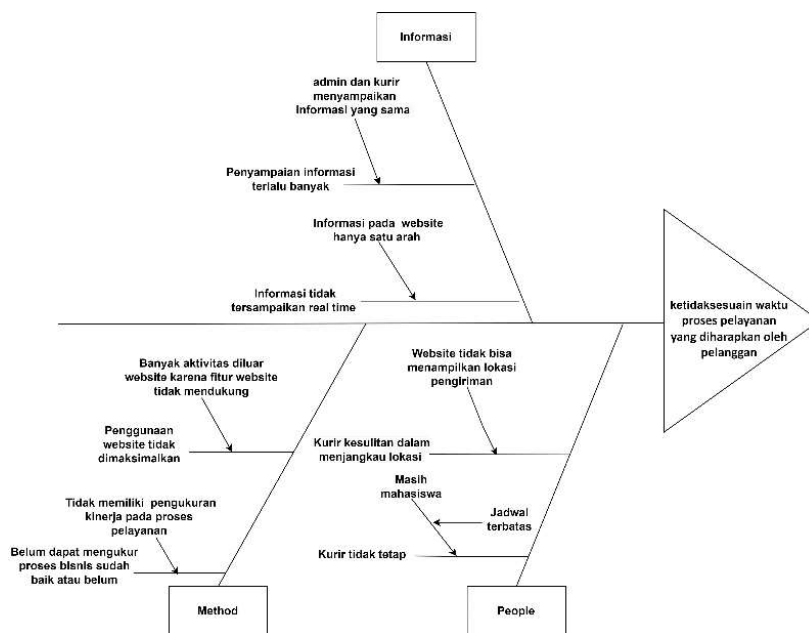 Informasi
admin dan kurir
menyampaikan
Informasi yang sama
Penyampaian informasi
terlalu banyak
Informasi pada website
hanya satu arah
Informasi tidak
tersampaikan real time
ketidaksesuain waktu
proses pelayanan
yang diharapkan oleh
pelanggan
Banyak aktivitas diluar
website karena fitur website
tidak mendukung
Penggunaan
website tidak
dimaksimalkan
Tidak memiliki pengukuran
kinerja pada proses
pelayanan
Belum dapat mengukur
proses bisnis sudah
baik atau belum
Method
Website tidak bisa
menampilkan lokasi
pengiriman
Kurir kesulitan dalam
menjangkau lokasi
Masih
mahasiswa
Jadwal
terbatas
Kurir tidak tetap
People